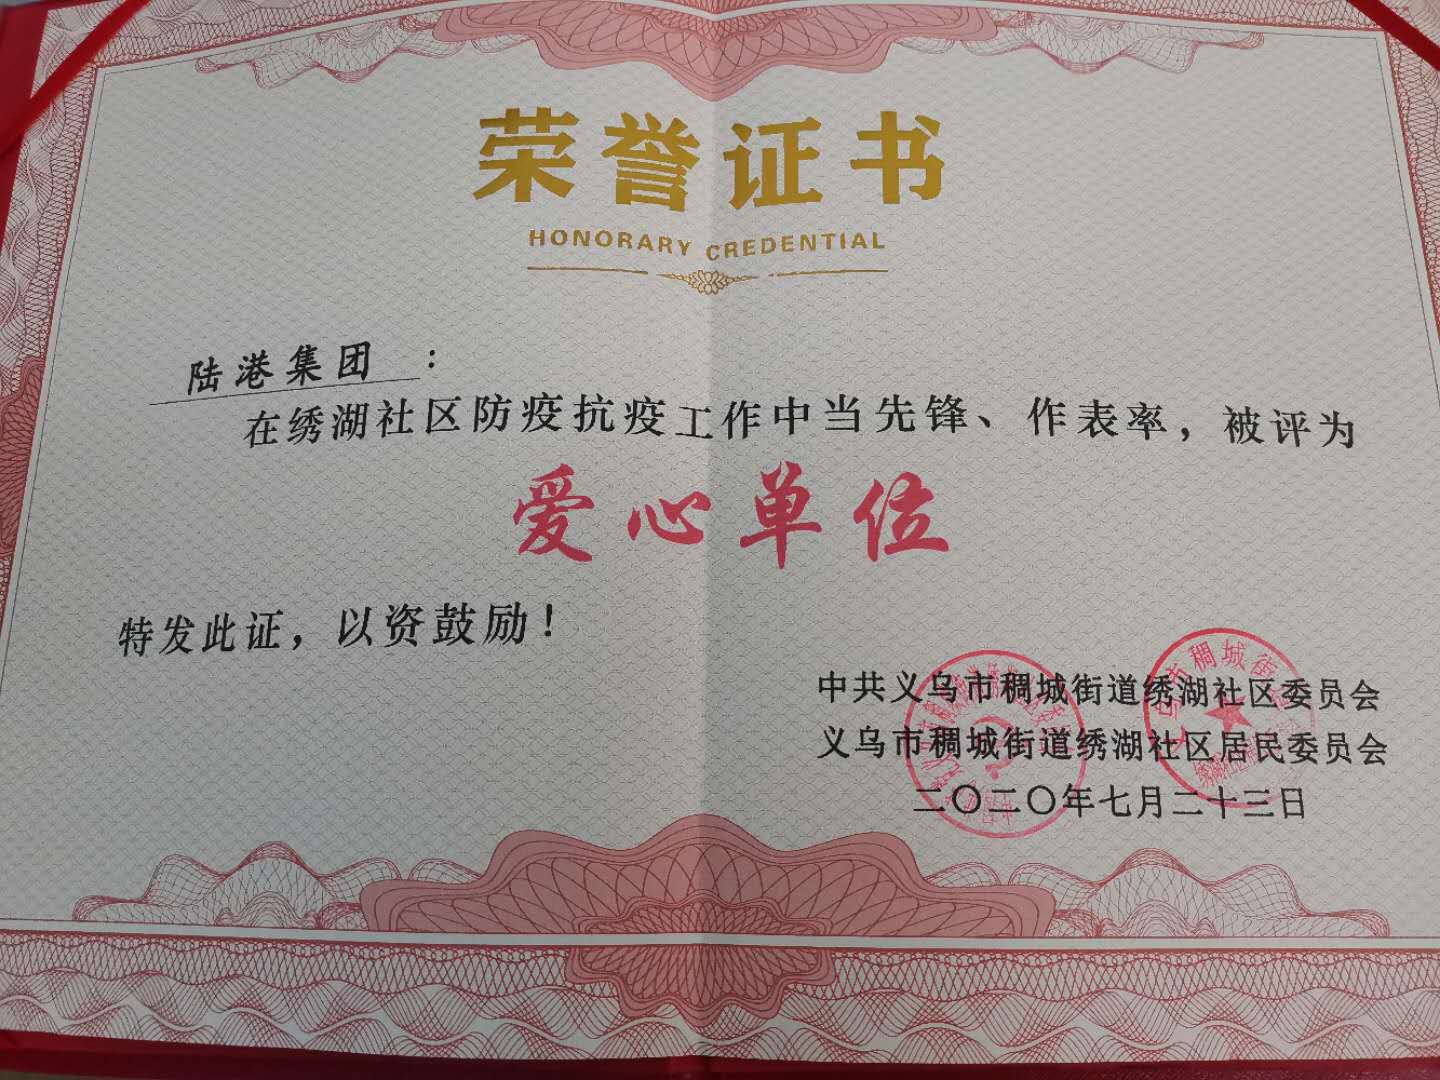 荣誉证书
HONORARY CREDENTIAL
陆港集团：
在绣湖社区防疫抗疫工作中当先锋、作表率，被评为
爱心单位
特发此证，以资鼓励！
中共义乌市稠城街道绣湖社区委员会
义乌市稠城街道绣湖社区居民委员会
二〇二〇年七月二十三日